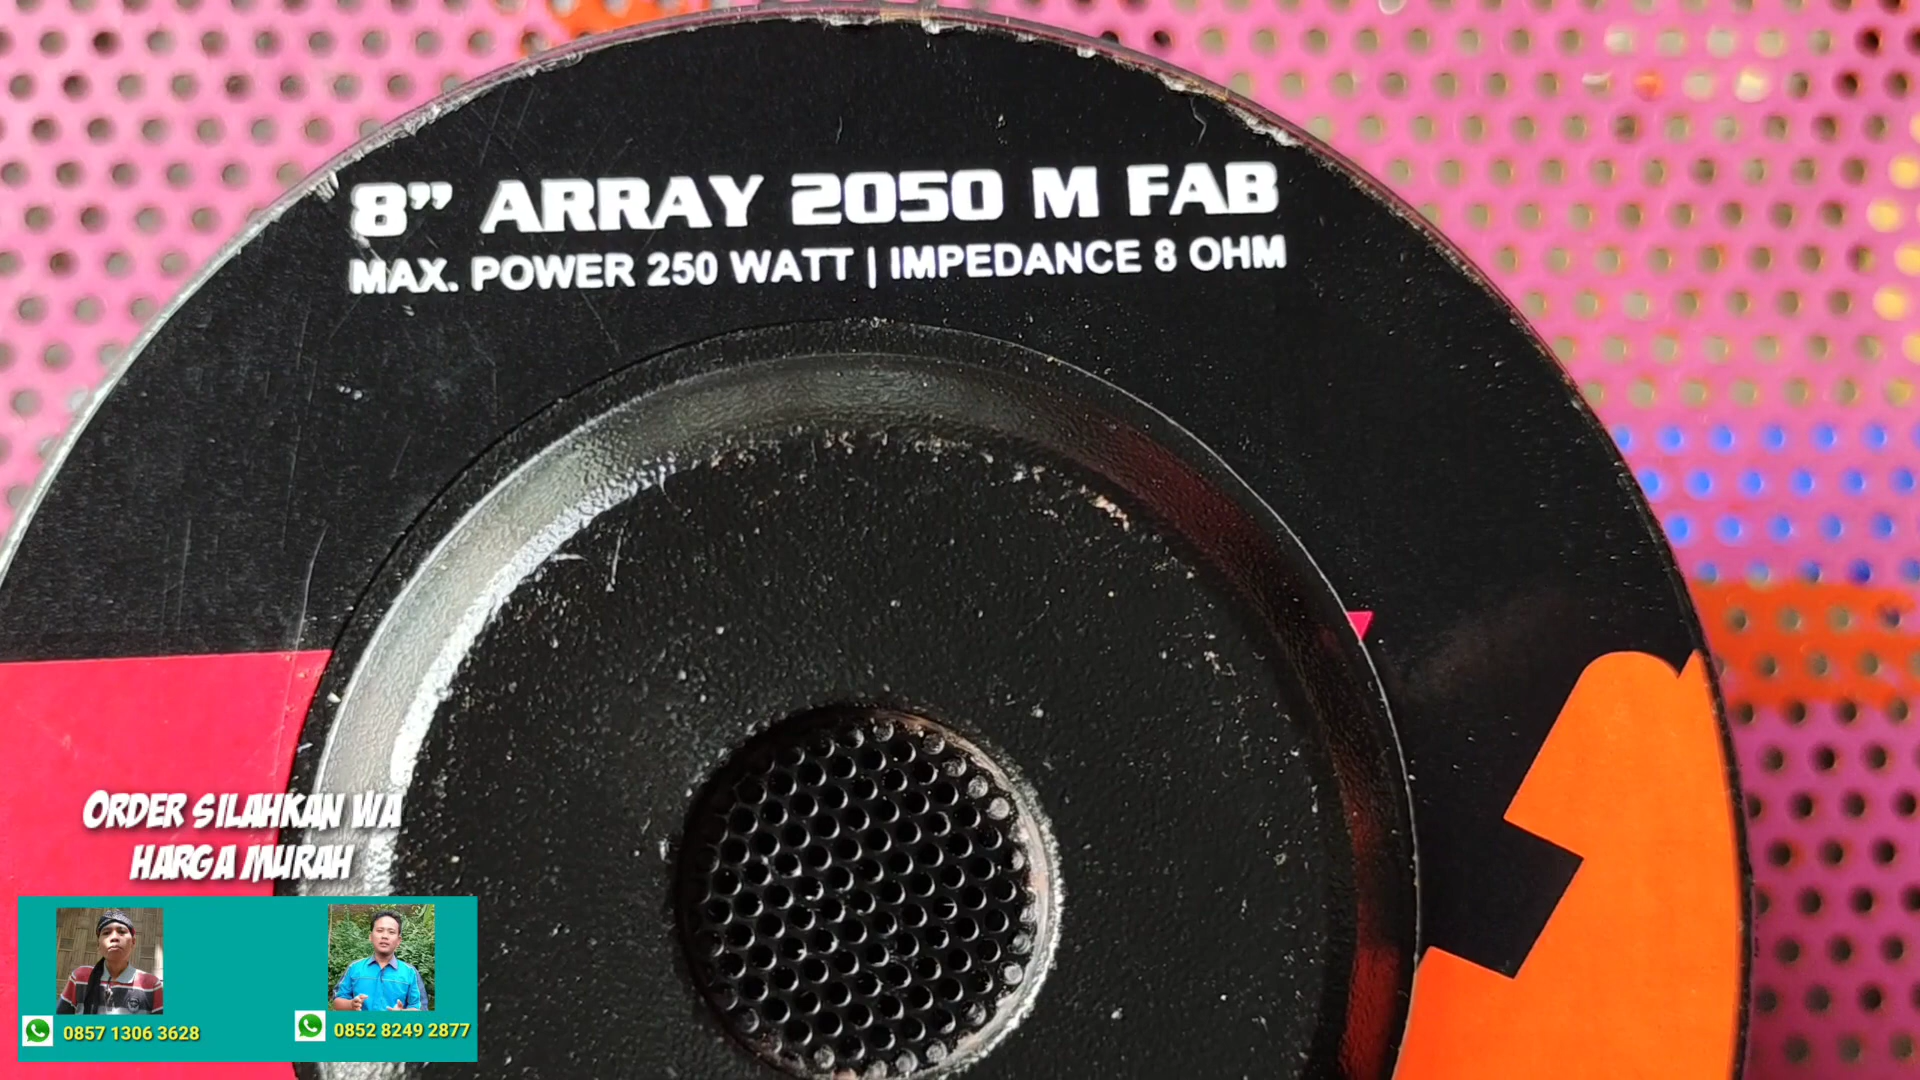 8” ARRAY 2050 M FAB
MAX. POWER 250 WATT | IMPEDANCE 8 OHM
ORDER SILAHKAN WA
HARGA MURAH
0857 1306 3628
0852 8249 2877